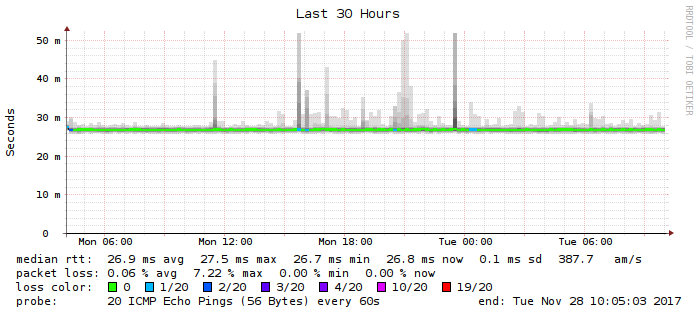 Last 30 Hours
RRDTOOL / TOBI OETIKER
Seconds
50 m
40 m
30 m
20 m
10 m
0
Mon 06:00 Mon 12:00 Mon 18:00 Tue 00:00 Tue 06:00
median rtt: 26.9 ms avg 27.5 ms max 26.7 ms min 26.8 ms now 0.1 ms sd 387.7 am/s
packet loss: 0.06 % avg 7.22 % max 0.00 % min 0.00 % now
loss color: 0 1/20 2/20 3/20 4/20 10/20 19/20
probe: 20 ICMP Echo Pings (56 Bytes) every 60s end: Tue Nov 28 10:05:03 2017